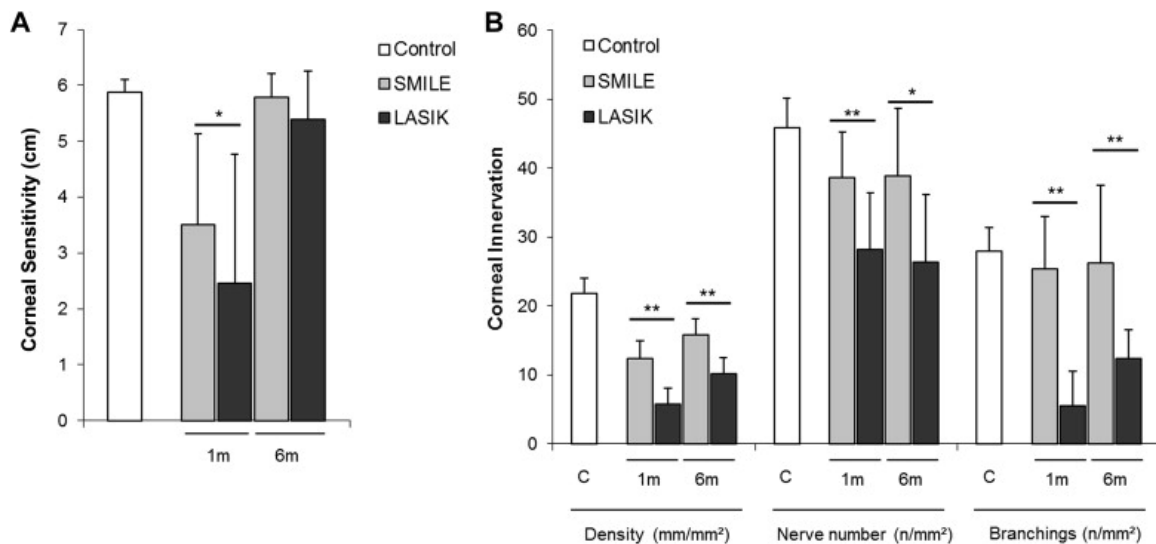 A
Corneal Sensitivity (cm)
7
6
5
4
3
2
1
0
*
Control
SMILE
LASIK
1m
6m
B
Corneal Innervation
60
50
40
30
20
10
0
Control
SMILE
LASIK
**
**
**
*
**
**
C
1m
6m
C
1m
6m
C
1m
6m
Density (mm/mm²)
Nerve number (n/mm²)
Branchings (n/mm²)